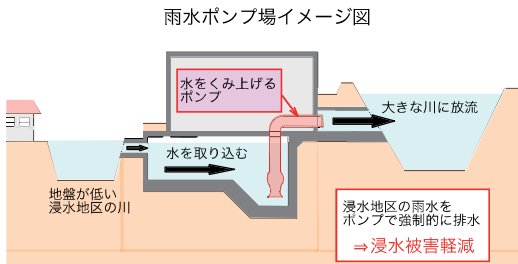 雨水ポンプ場イメージ図
水をくみ上げる
ポンプ
大きな川に放流
水を取り込む
地盤が低い
浸水地区の川
浸水地区の雨水を
ポンプで強制的に排水
⇒浸水被害軽減